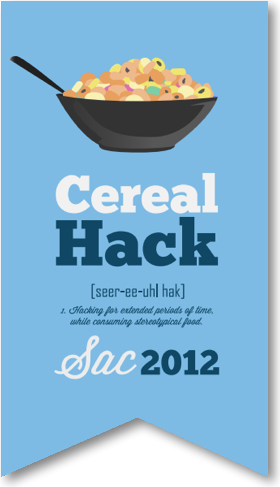 Cereal
Hack
[seer-ee-uhl hak]
1. Hacking for extended periods of time,
while consuming stereotypical food.
Sac 2012